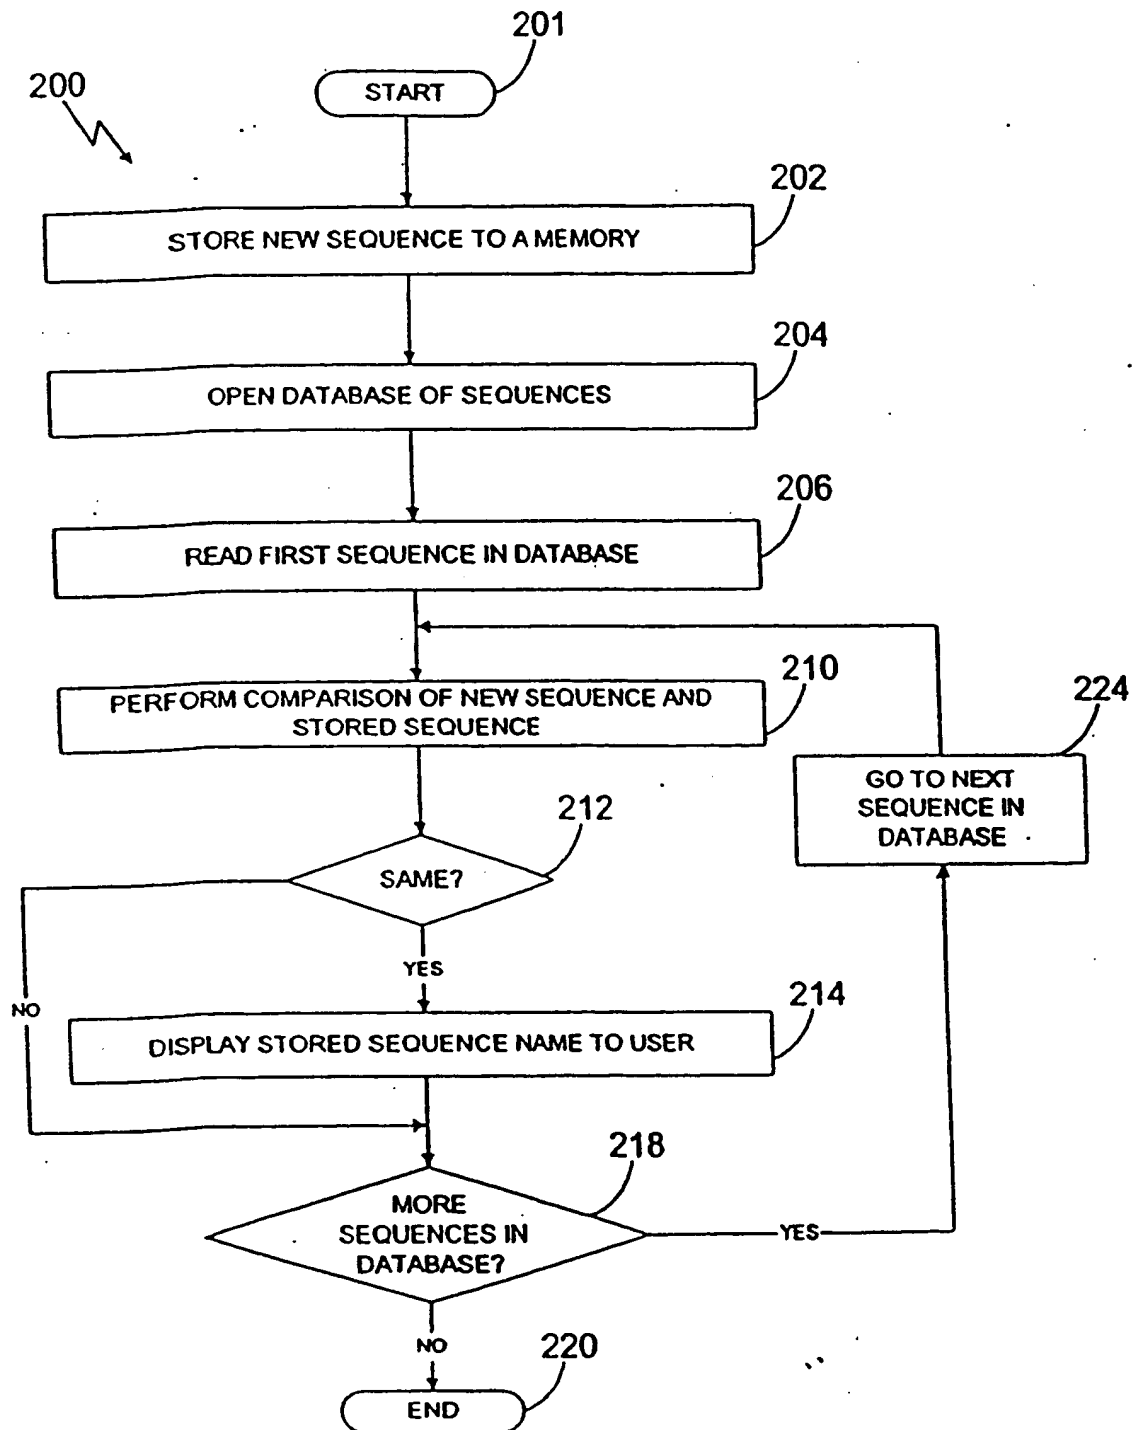 201
200
START
202
STORE NEW SEQUENCE TO A MEMORY
204
OPEN DATABASE OF SEQUENCES
206
READ FIRST SEQUENCE IN DATABASE
210
PERFORM COMPARISON OF NEW SEQUENCE AND
STORED SEQUENCE
224
GO TO NEXT
SEQUENCE IN
DATABASE
212
SAME?
YES
NO
214
DISPLAY STORED SEQUENCE NAME TO USER
218
MORE
SEQUENCES IN
DATABASE?
YES
NO
220
END